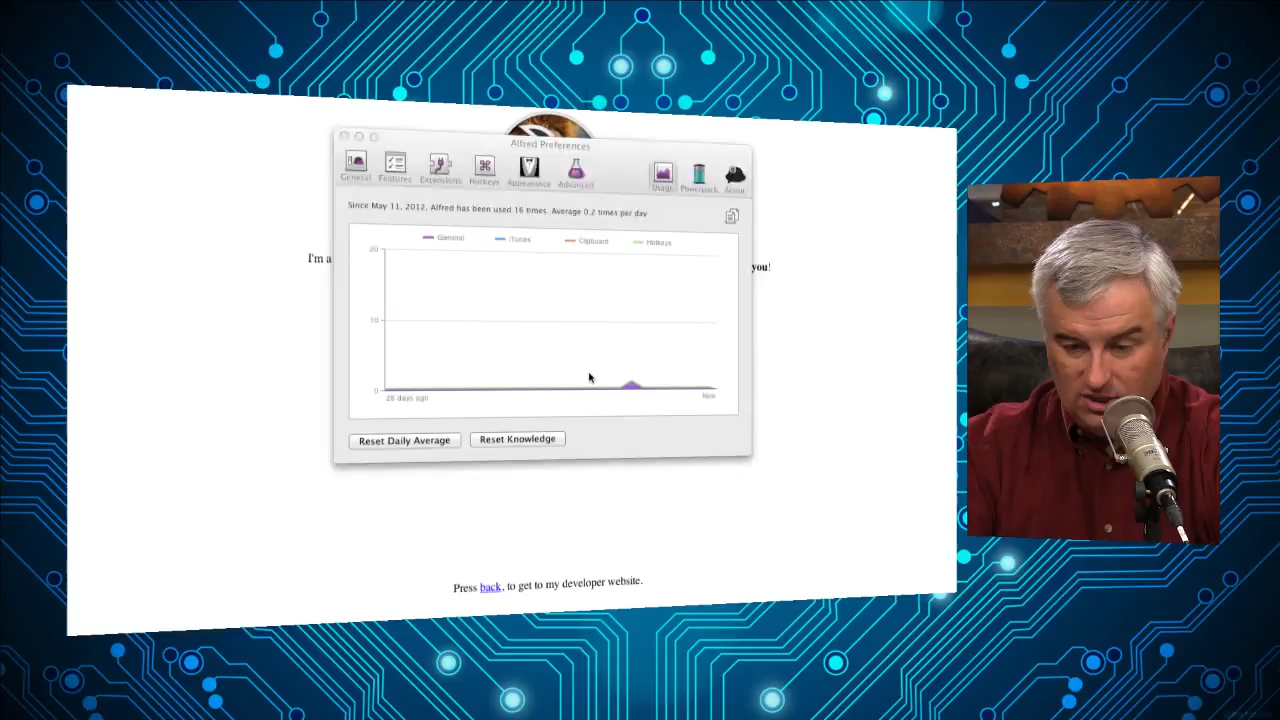 Alfred Preferences
General Features Extensions Hotkeys Appearance Advanced Usage Powerpack About
Since May 11, 2012, Alfred has been used 16 times. Average 0.2 times per day
General iTunes Clipboard Hotkeys
20
I'm a
you!
10
0
28 days ago Now
Reset Daily Average Reset Knowledge
Press back, to get to my developer website.